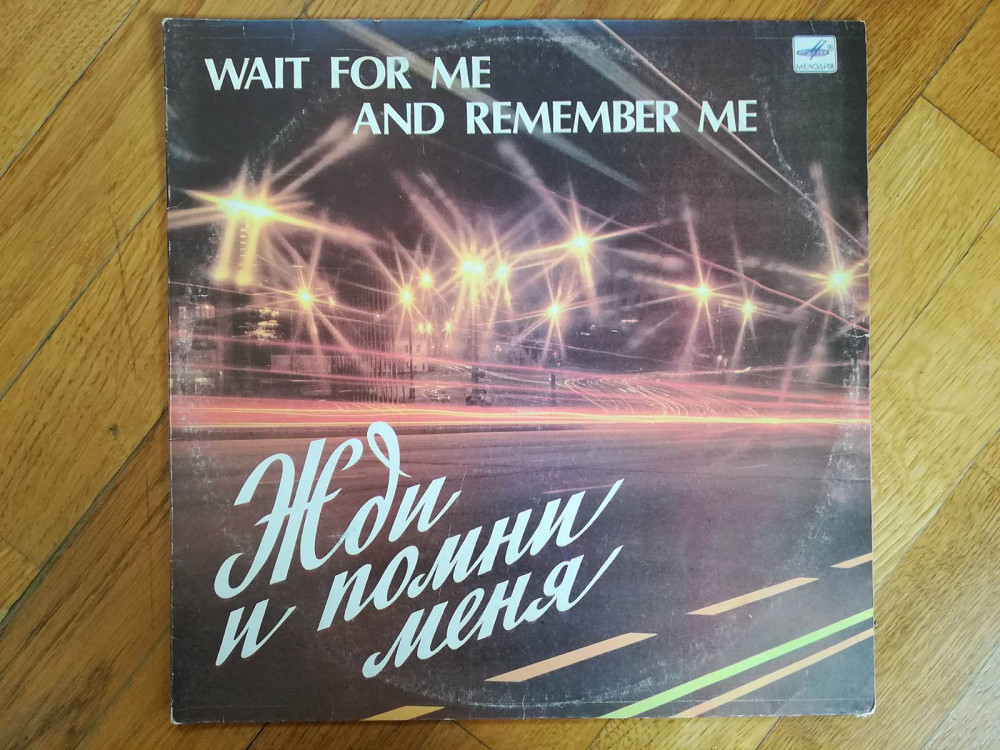 WAIT FOR ME
AND REMEMBER ME
МЕЛОДИЯ
Жди
и помни
меня